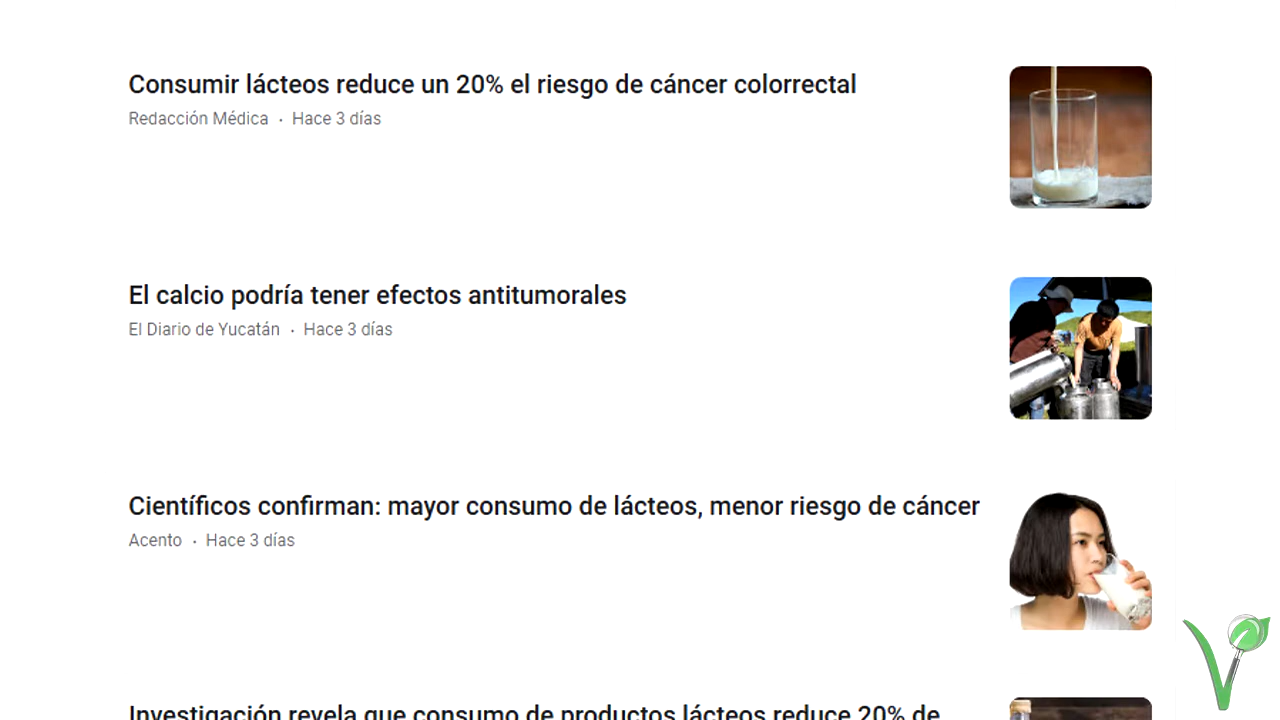 Consumir lácteos reduce un 20% el riesgo de cáncer colorrectal
Redacción Médica · Hace 3 días
El calcio podría tener efectos antitumorales
El Diario de Yucatán · Hace 3 días
Científicos confirman: mayor consumo de lácteos, menor riesgo de cáncer
Acento · Hace 3 días
Investigación revela que consumo de productos lácteos reduce 20% de